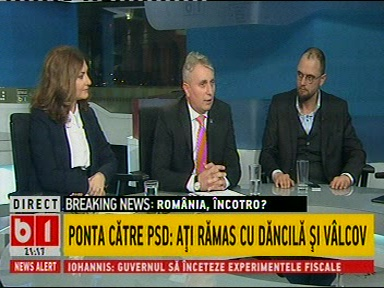 DIRECT
BREAKING NEWS: ROMÂNIA, ÎNCOTRO?
b1
21:17
PONTA CĂTRE PSD: AȚI RĂMAS CU DĂNCILĂ ȘI VÂLCOV
NEWS ALERT
IOHANNIS: GUVERNUL SĂ ÎNCETEZE EXPERIMENTELE FISCALE